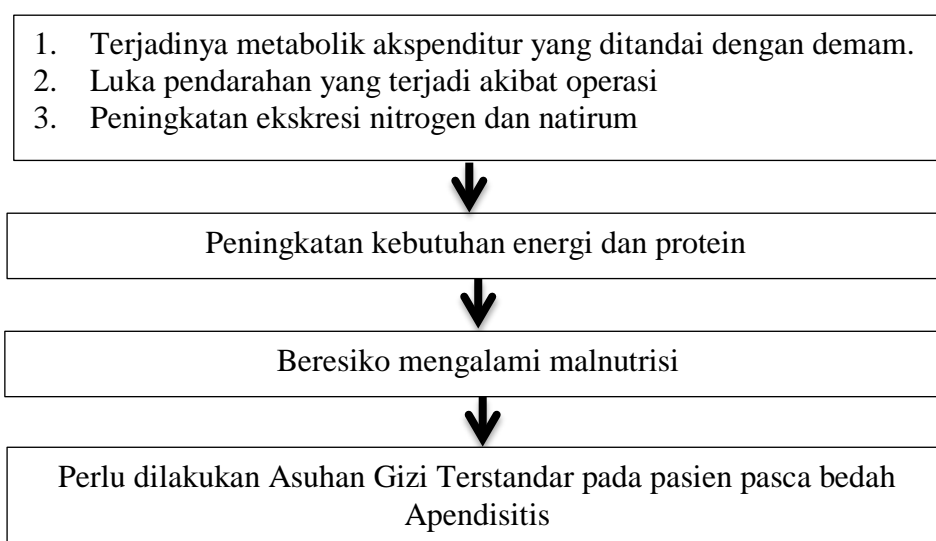 1. Terjadinya metabolik akspenditur yang ditandai dengan demam.
2. Luka pendarahan yang terjadi akibat operasi
3. Peningkatan ekskresi nitrogen dan natirum
Peningkatan kebutuhan energi dan protein
Beresiko mengalami malnutrisi
Perlu dilakukan Asuhan Gizi Terstandar pada pasien pasca bedah
Apendisitis